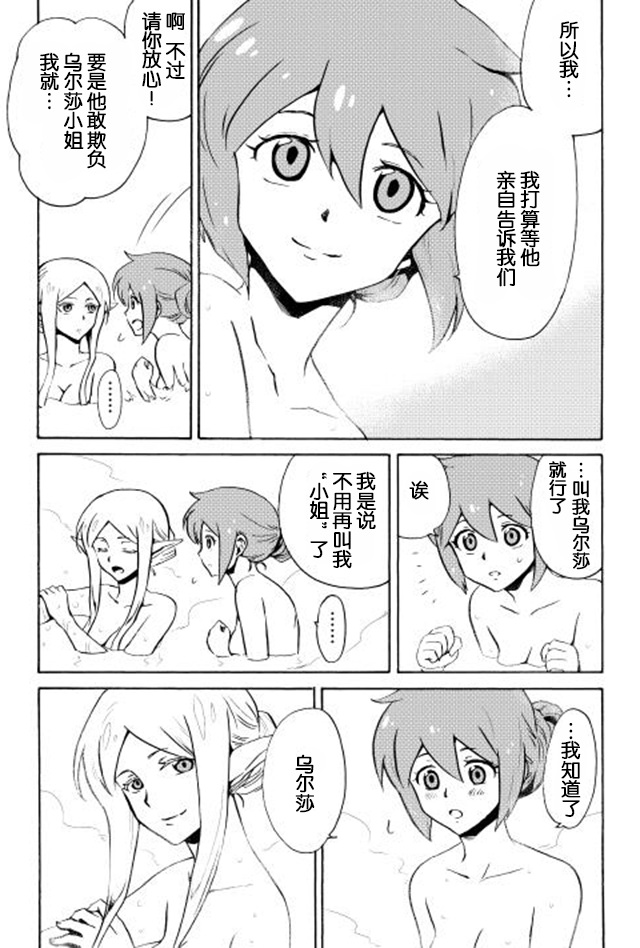 所以我…
我打算等他
亲自告诉我们
啊 不过
请你放心！
要是他敢欺负
乌尔莎小姐
我就…
……
…叫我乌尔莎
就行了
诶
我是说
不用再叫我
“小姐”了
……
…我知道了
乌尔莎